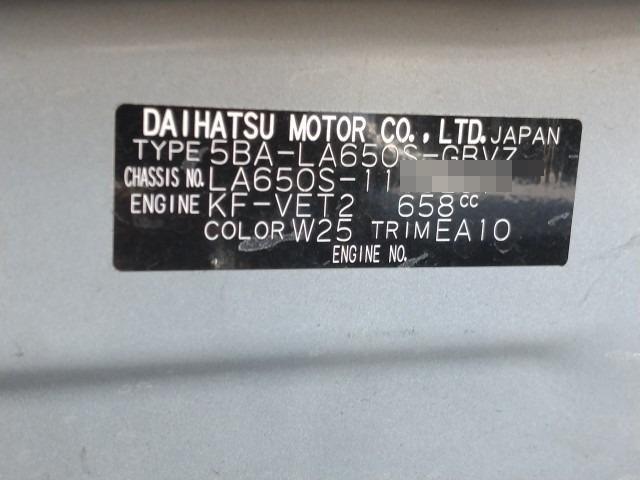 DAIHATSU MOTOR CO.,LTD. JAPAN
TYPE 5BA-LA650S-GBVZ
CHASSIS NO. LA650S-11
ENGINE KF-VET2 658cc
COLOR W25 TRIM EA10
ENGINE NO.